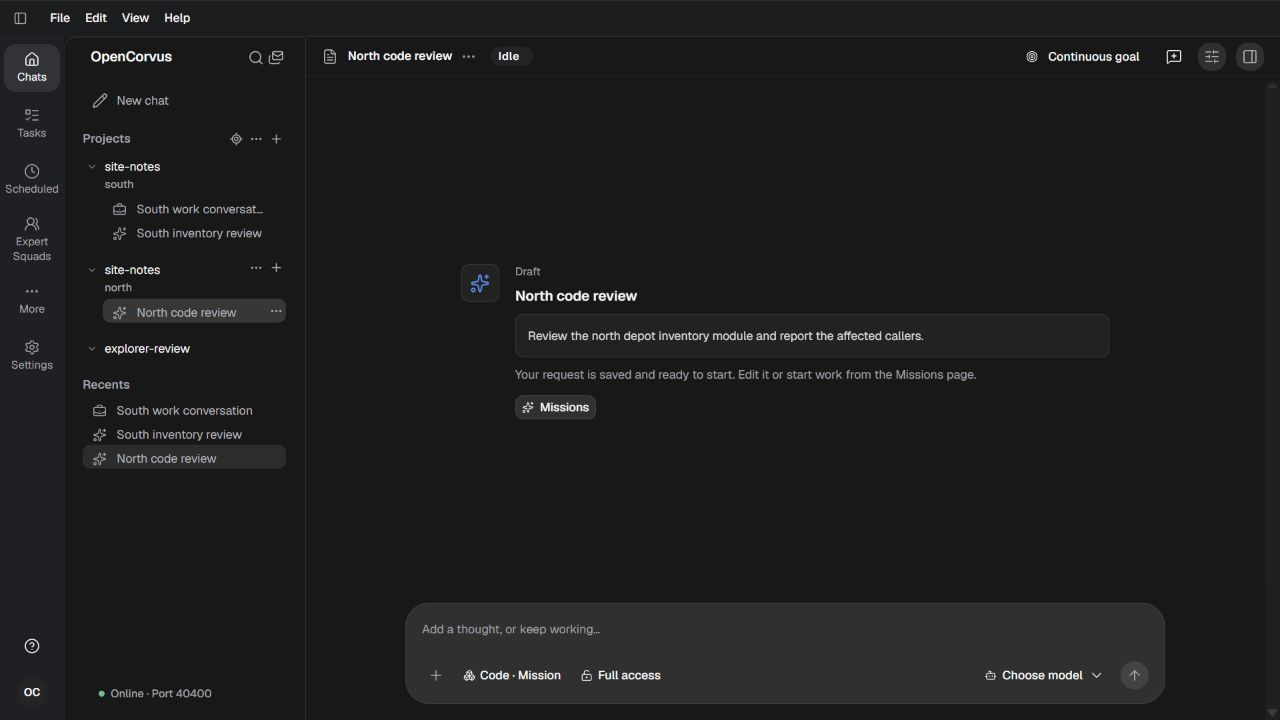 File Edit View Help
Chats
Tasks
Scheduled
Expert
Squads
More
Settings
OC
OpenCorvus
New chat
Projects
site-notes
south
South work conversat...
South inventory review
site-notes
north
North code review
explorer-review
Recents
South work conversation
South inventory review
North code review
Online · Port 40400
North code review
Idle
Continuous goal
Draft
North code review
Review the north depot inventory module and report the affected callers.
Your request is saved and ready to start. Edit it or start work from the Missions page.
Missions
Add a thought, or keep working...
Code · Mission
Full access
Choose model